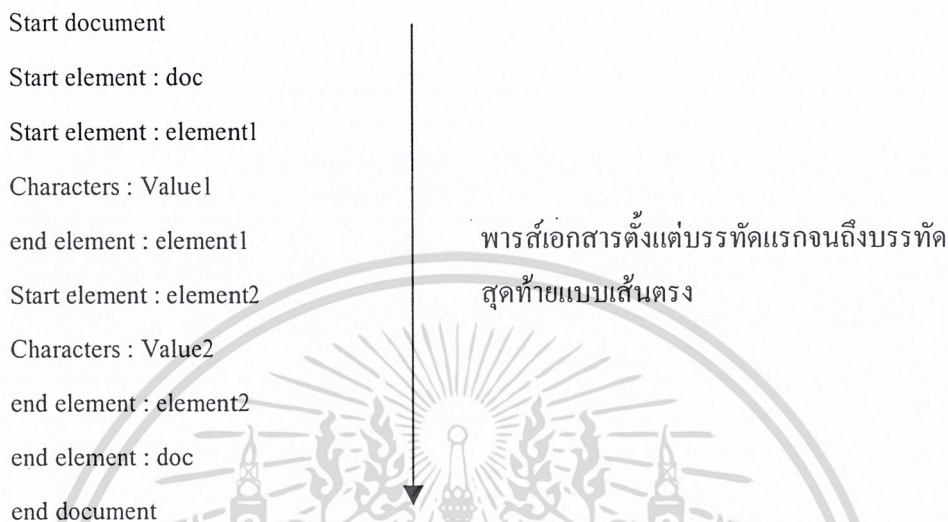 Start document
Start element : doc
Start element : element1
Characters : Value1
end element : element1
Start element : element2
Characters : Value2
end element : element2
end element : doc
end document
พารส์เอกสารตั้งแต่บรรทัดแรกจนถึงบรรทัด
สุดท้ายแบบเส้นตรง